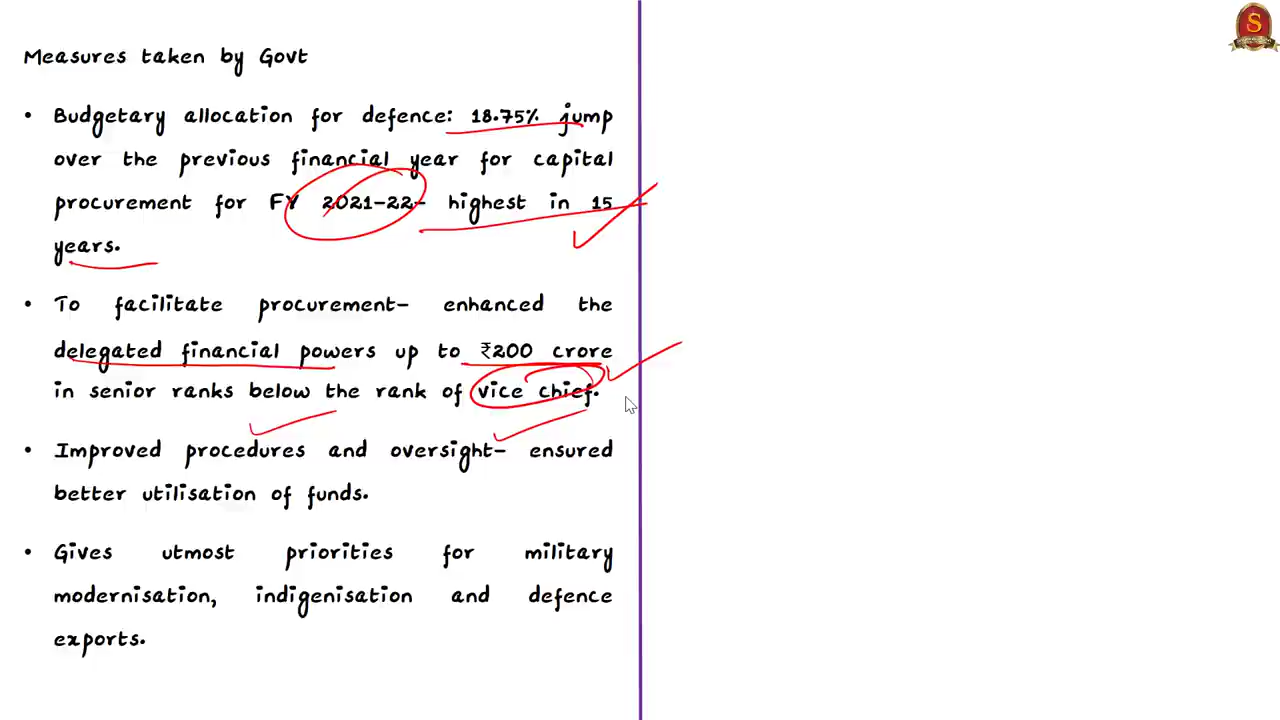 Measures taken by Govt
• Budgetary allocation for defence: 18.75% jump
over the previous financial year for capital
procurement for FY 2021-22- highest in 15
years.
• To facilitate procurement- enhanced the
delegated financial powers up to ₹200 crore
in senior ranks below the rank of vice chief.
• Improved procedures and oversight- ensured
better utilisation of funds.
• Gives utmost priorities for military
modernisation, indigenisation and defence
exports.
S